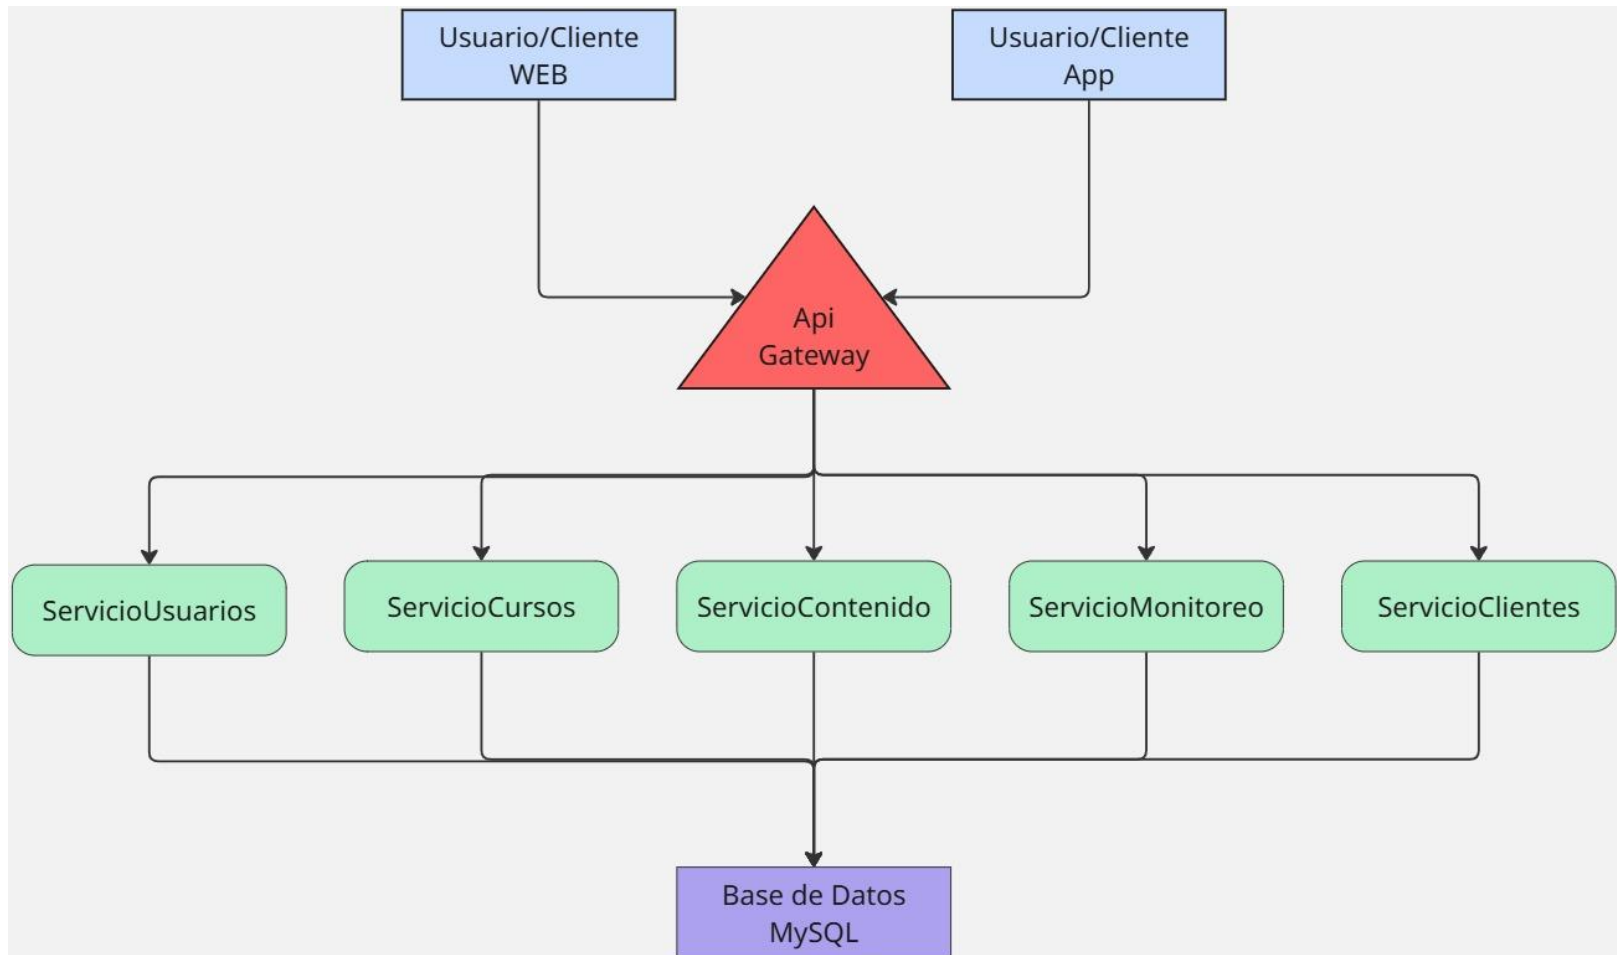 Usuario/Cliente
WEB
Usuario/Cliente
App
Api
Gateway
ServicioUsuarios
ServicioCursos
ServicioContenido
ServicioMonitoreo
ServicioClientes
Base de Datos
MySQL